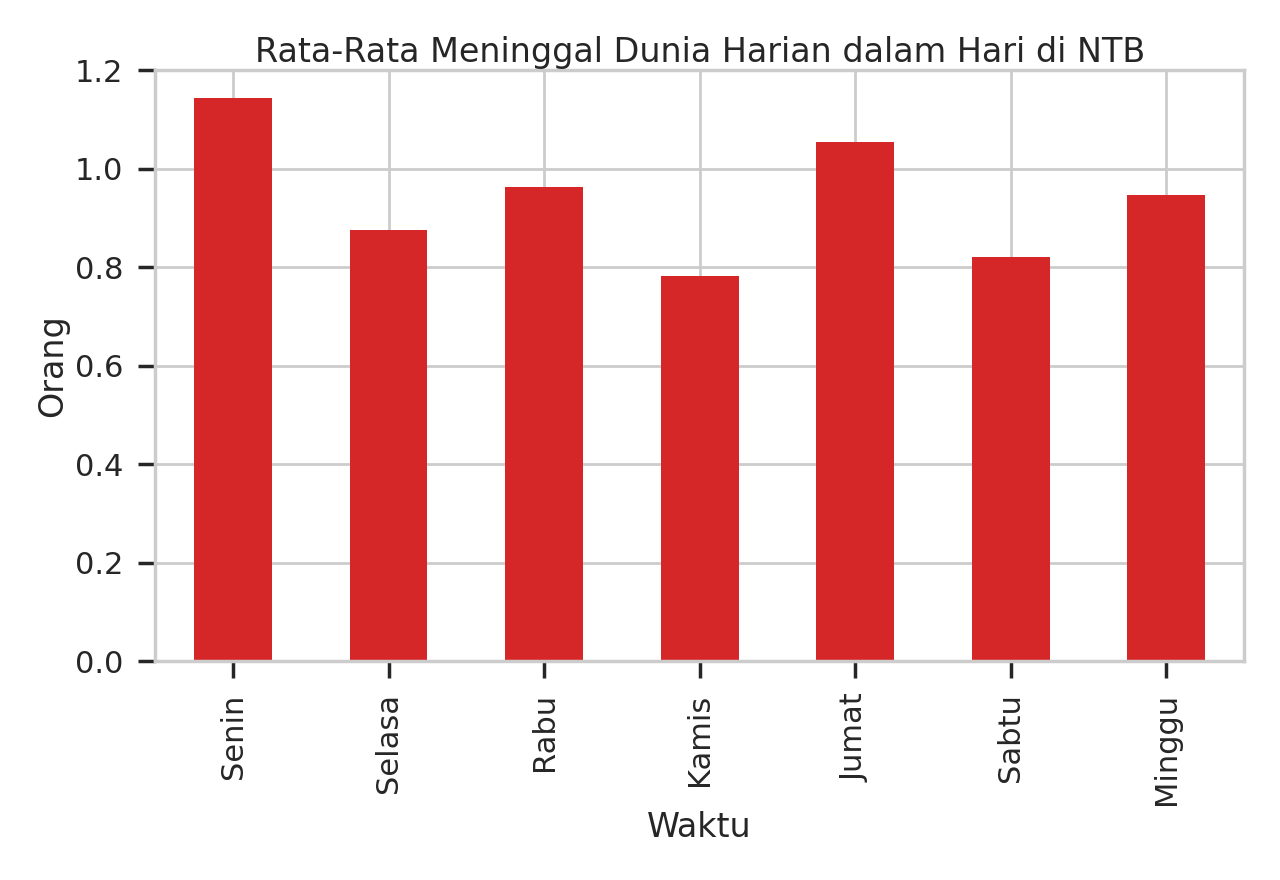 Rata-Rata Meninggal Dunia Harian dalam Hari di NTB
1.2
1.0
0.8
0.6
0.4
0.2
0.0
Orang
Senin
Selasa
Rabu
Kamis
Jumat
Sabtu
Minggu
Waktu